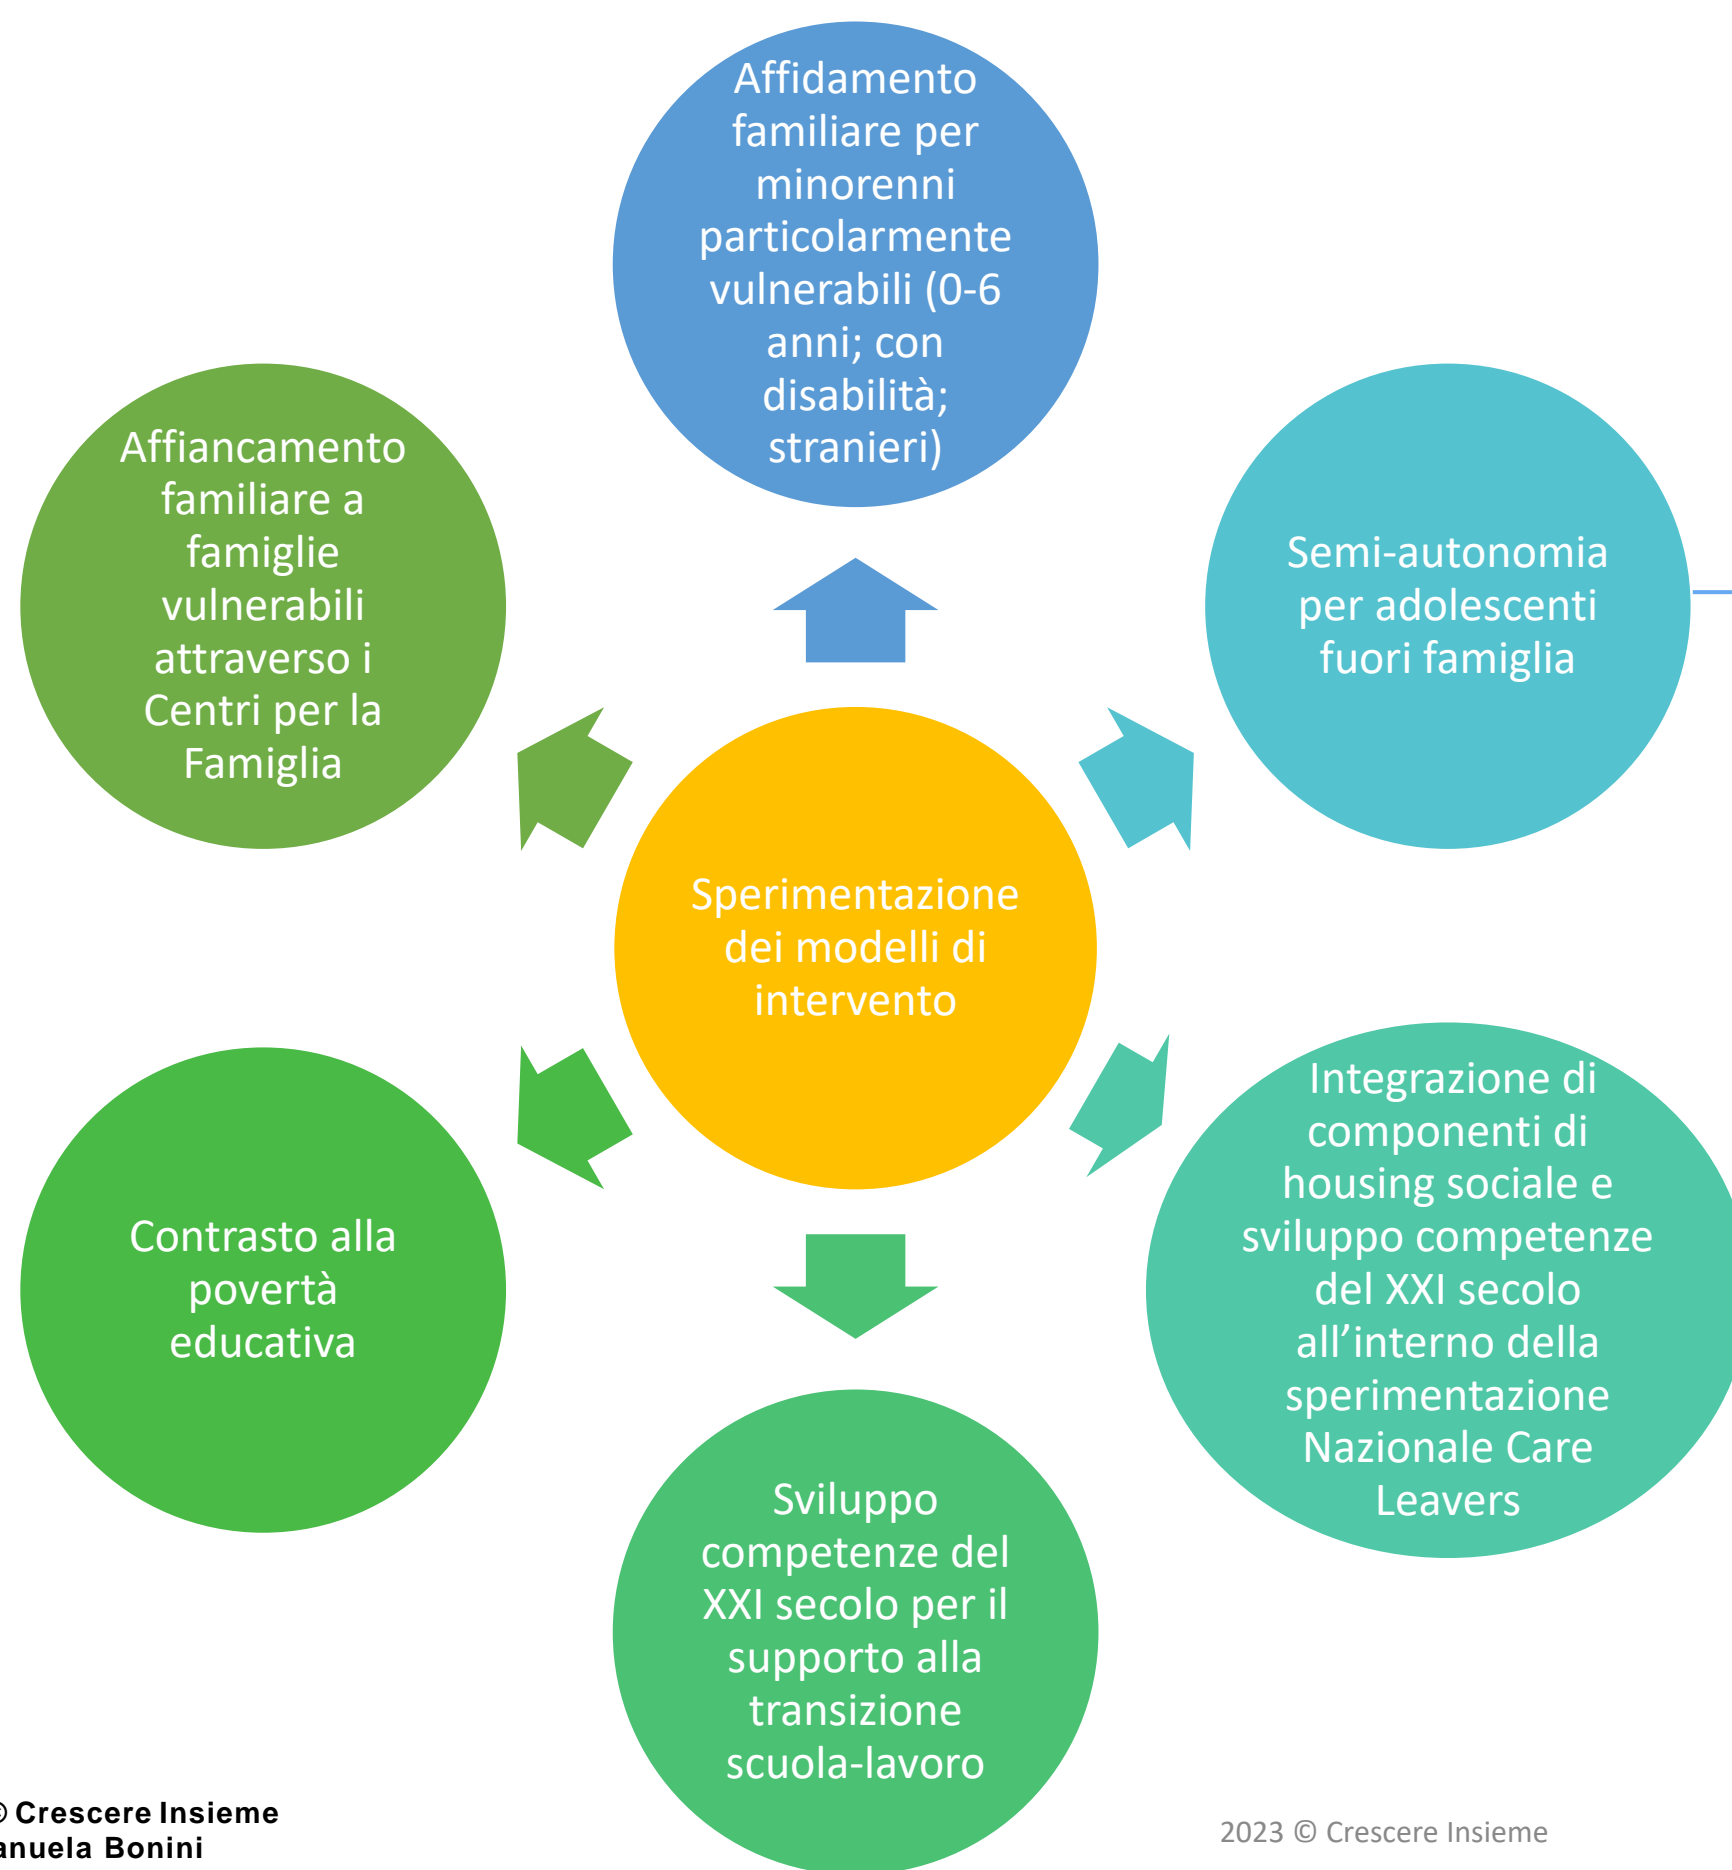 Affidamento
familiare per
minorenni
particolarmente
vulnerabili (0-6
anni; con
disabilità;
stranieri)
Affiancamento
familiare a
famiglie
vulnerabili
attraverso i
Centri per la
Famiglia
Semi-autonomia
per adolescenti
fuori famiglia
Sperimentazione
dei modelli di
intervento
Integrazione di
componenti di
housing sociale e
sviluppo competenze
del XXI secolo
all’interno della
sperimentazione
Nazionale Care
Leavers
Contrasto alla
povertà
educativa
Sviluppo
competenze del
XXI secolo per il
supporto alla
transizione
scuola-lavoro
© Crescere Insieme
anuela Bonini
2023 © Crescere Insieme